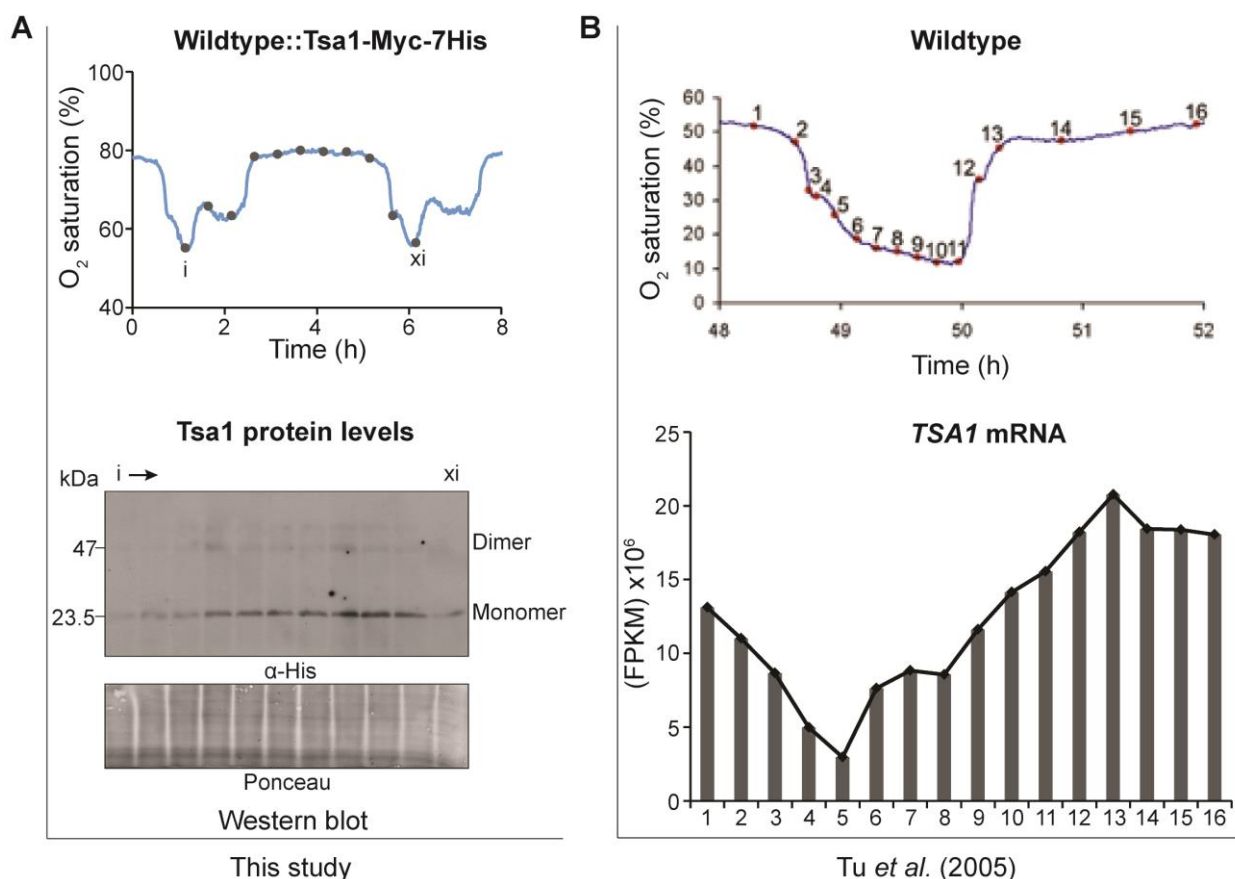 A
Wildtype::Tsa1-Myc-7His
O2 saturation (%)
100
80
60
40
i
xi
0 2 4 6 8
Time (h)
Tsa1 protein levels
kDa
i
xi
47
Dimer
23.5
Monomer
α-His
Ponceau
Western blot
This study
B
Wildtype
O2 saturation (%)
60
50
40
30
20
10
0
1 2 3 4 5 6 7 8 9 10 11 12 13 14 15 16
48 49 50 51 52
Time (h)
TSA1 mRNA
(FPKM) x10⁶
25
20
15
10
5
0
1 2 3 4 5 6 7 8 9 10 11 12 13 14 15 16
Tu et al. (2005)